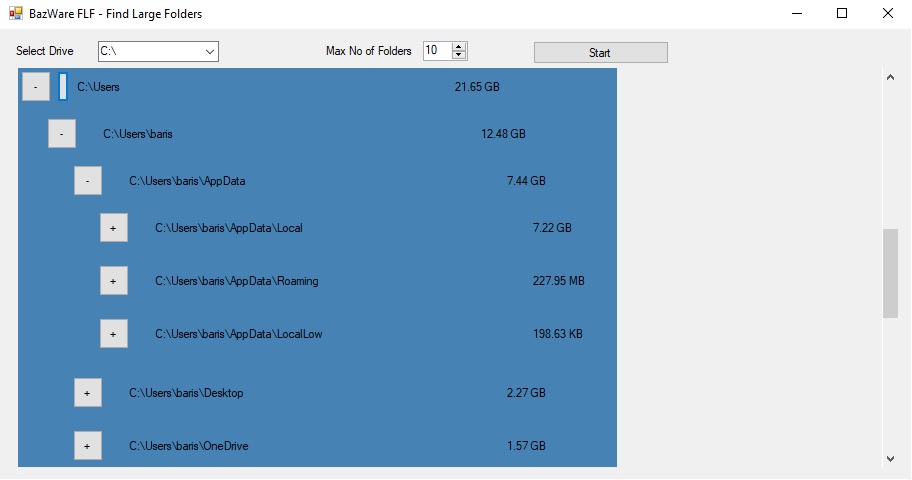 BazWare FLF - Find Large Folders
Select Drive C:\ Max No of Folders 10 Start
- C:\Users 21.65 GB
- C:\Users\baris 12.48 GB
- C:\Users\baris\AppData 7.44 GB
+ C:\Users\baris\AppData\Local 7.22 GB
+ C:\Users\baris\AppData\Roaming 227.95 MB
+ C:\Users\baris\AppData\LocalLow 198.63 KB
+ C:\Users\baris\Desktop 2.27 GB
+ C:\Users\baris\OneDrive 1.57 GB